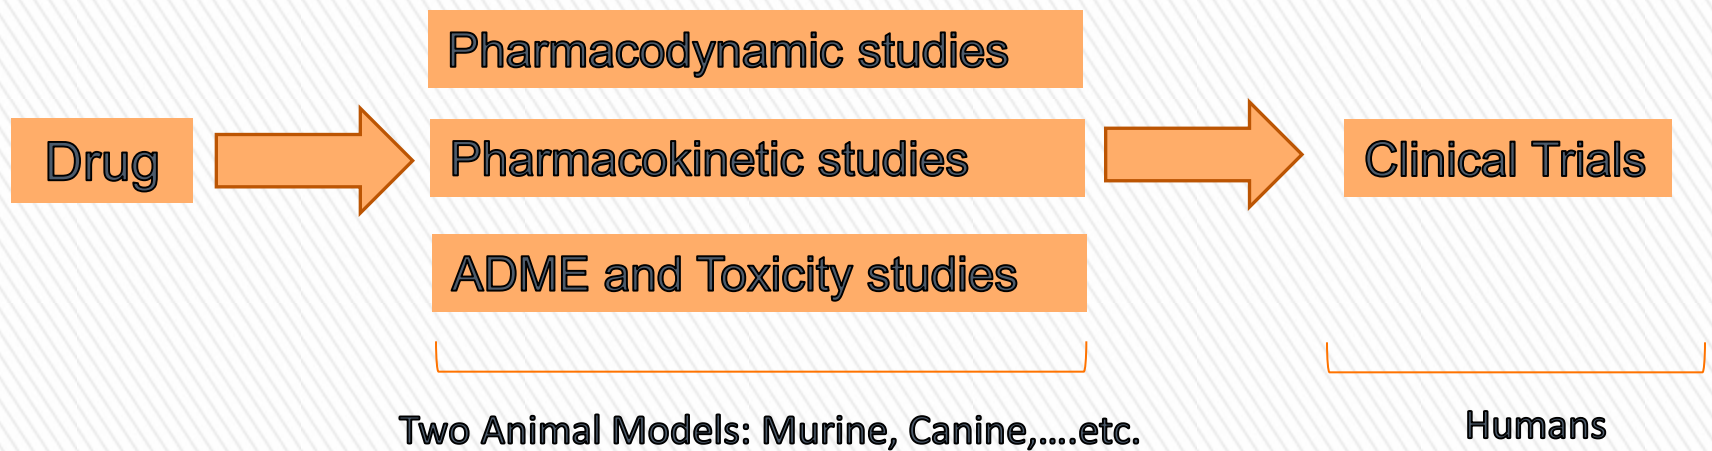 Pharmacodynamic studies
Drug
Pharmacokinetic studies
Clinical Trials
ADME and Toxicity studies
Two Animal Models: Murine, Canine,....etc.
Humans